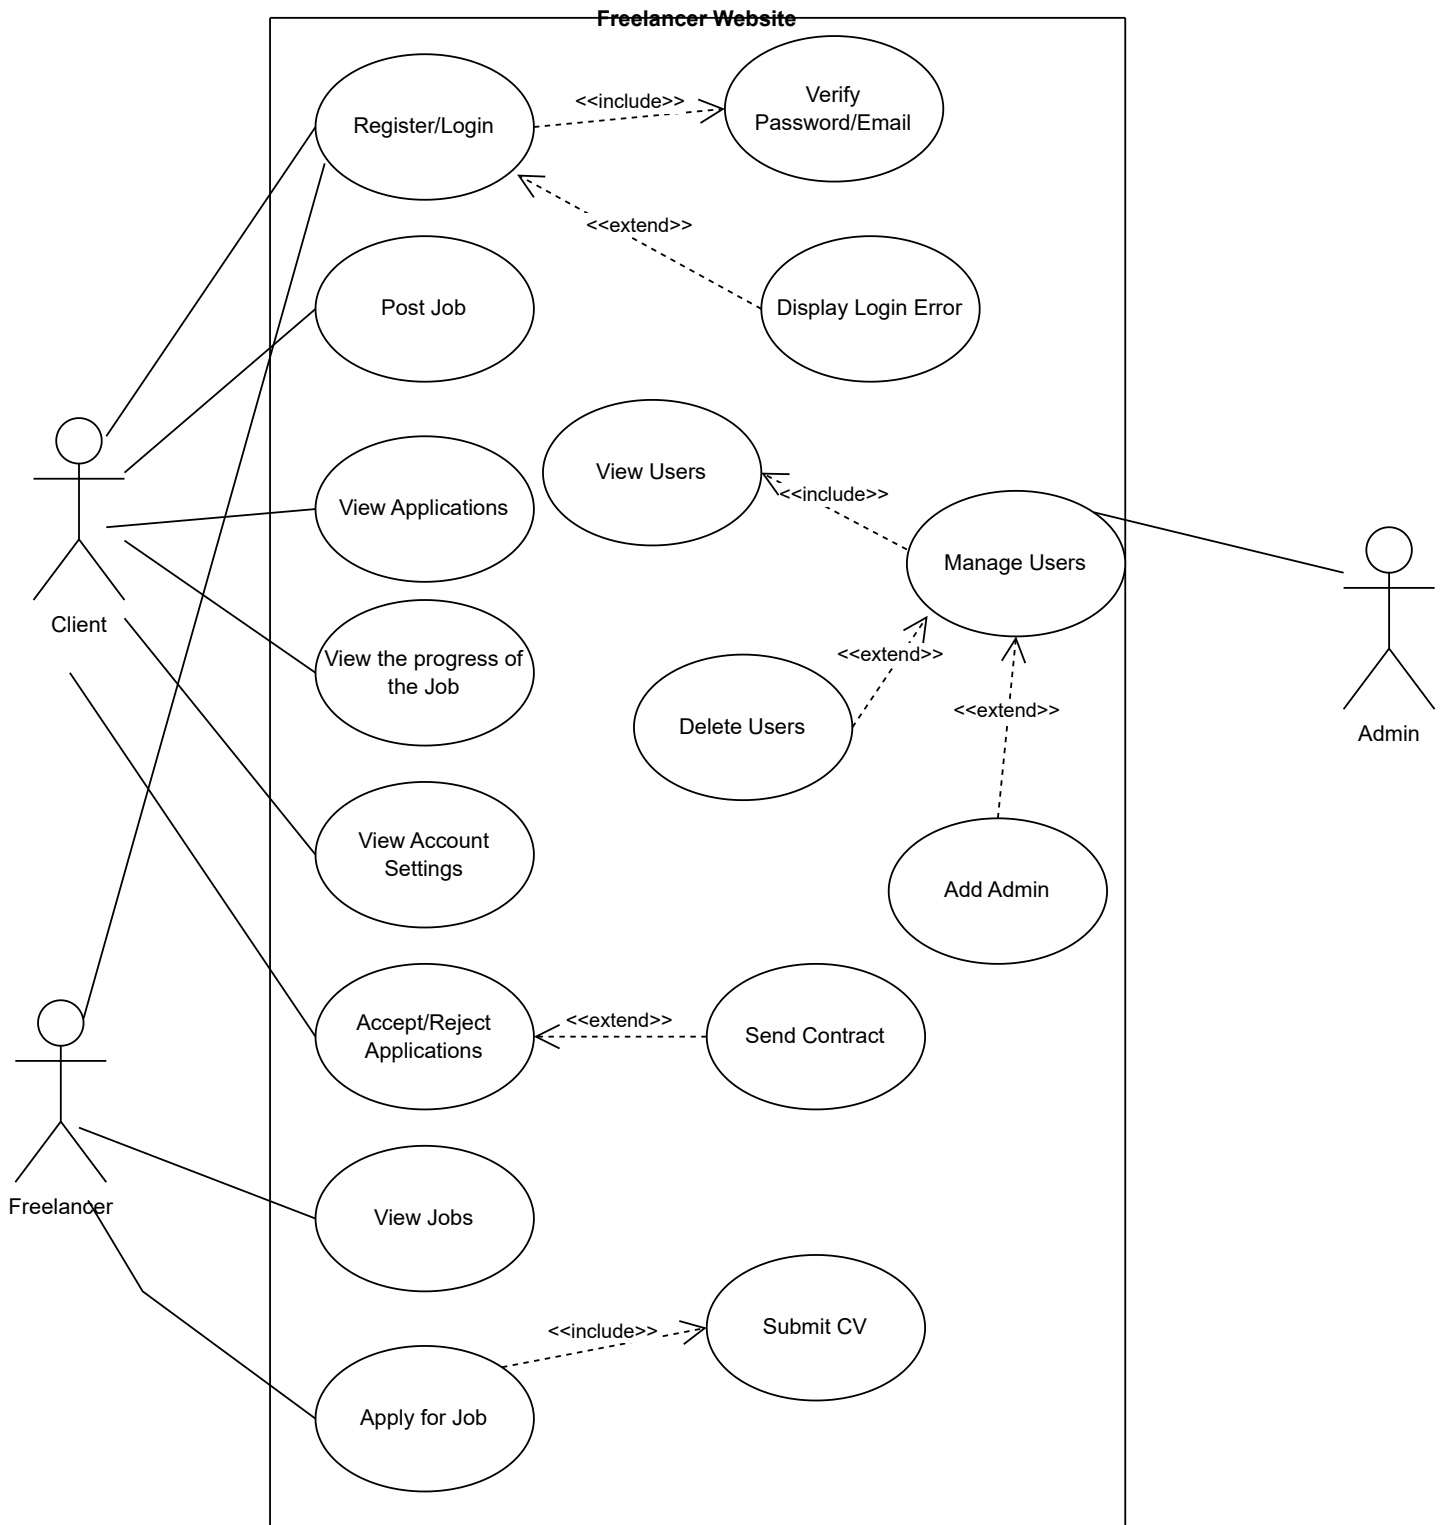 Freelancer Website
Register/Login
<<include>>
Verify
Password/Email
<<extend>>
Post Job
Display Login Error
View Applications
View Users
<<include>>
Manage Users
Client
View the progress of
the Job
<<extend>>
Delete Users
<<extend>>
Admin
View Account
Settings
Add Admin
Accept/Reject
Applications
<<extend>>
Send Contract
Freelancer
View Jobs
<<include>>
Submit CV
Apply for Job